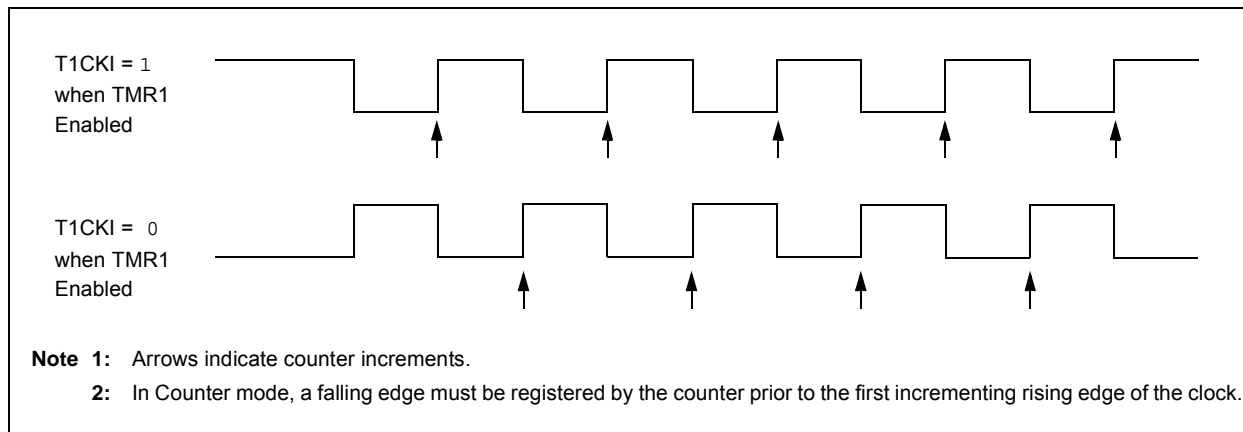 T1CKI = 1
when TMR1
Enabled
T1CKI = 0
when TMR1
Enabled
Note 1: Arrows indicate counter increments.
2: In Counter mode, a falling edge must be registered by the counter prior to the first incrementing rising edge of the clock.